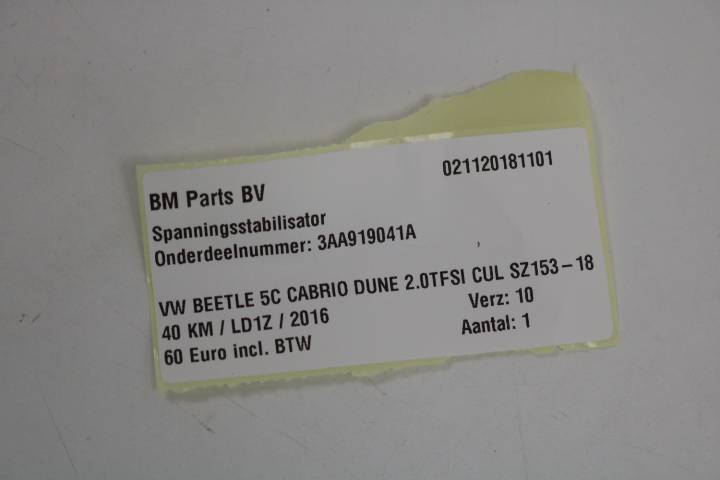 BM Parts BV 021120181101
Spanningsstabilisator
Onderdeelnummer: 3AA919041A
VW BEETLE 5C CABRIO DUNE 2.0TFSI CUL SZ153-18
40 KM / LD1Z / 2016 Verz: 10
60 Euro incl. BTW Aantal: 1